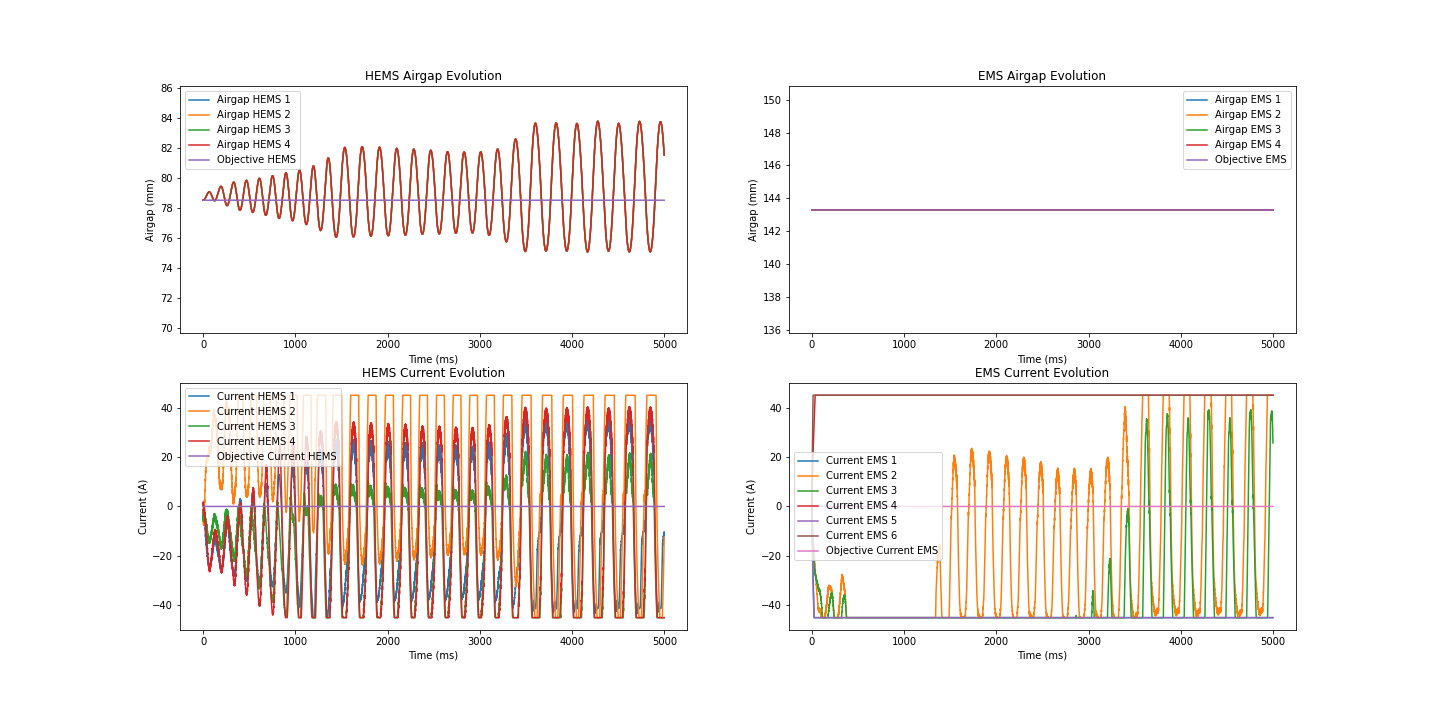 HEMS Airgap Evolution
86
84
82
80
78
76
74
72
70
Airgap (mm)
Airgap HEMS 1
Airgap HEMS 2
Airgap HEMS 3
Airgap HEMS 4
Objective HEMS
0 1000 2000 3000 4000 5000
Time (ms)
EMS Airgap Evolution
150
148
146
144
142
140
138
136
Airgap (mm)
Airgap EMS 1
Airgap EMS 2
Airgap EMS 3
Airgap EMS 4
Objective EMS
0 1000 2000 3000 4000 5000
Time (ms)
HEMS Current Evolution
40
20
0
−20
−40
Current (A)
Current HEMS 1
Current HEMS 2
Current HEMS 3
Current HEMS 4
Objective Current HEMS
0 1000 2000 3000 4000 5000
Time (ms)
EMS Current Evolution
40
20
0
−20
−40
Current (A)
Current EMS 1
Current EMS 2
Current EMS 3
Current EMS 4
Current EMS 5
Current EMS 6
Objective Current EMS
0 1000 2000 3000 4000 5000
Time (ms)